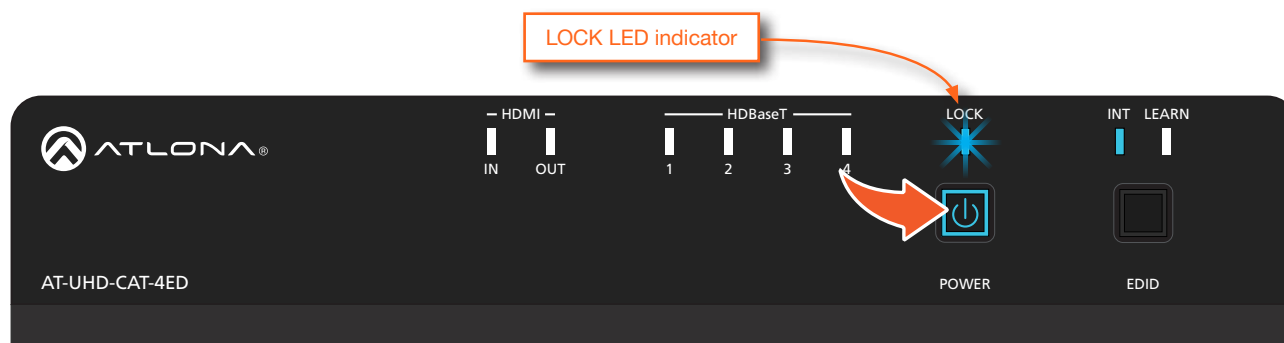 LOCK LED indicator
HDMI
HDBaseT
LOCK
INT LEARN
ATLONA®
IN OUT
1 2 3 4
AT-UHD-CAT-4ED
POWER
EDID